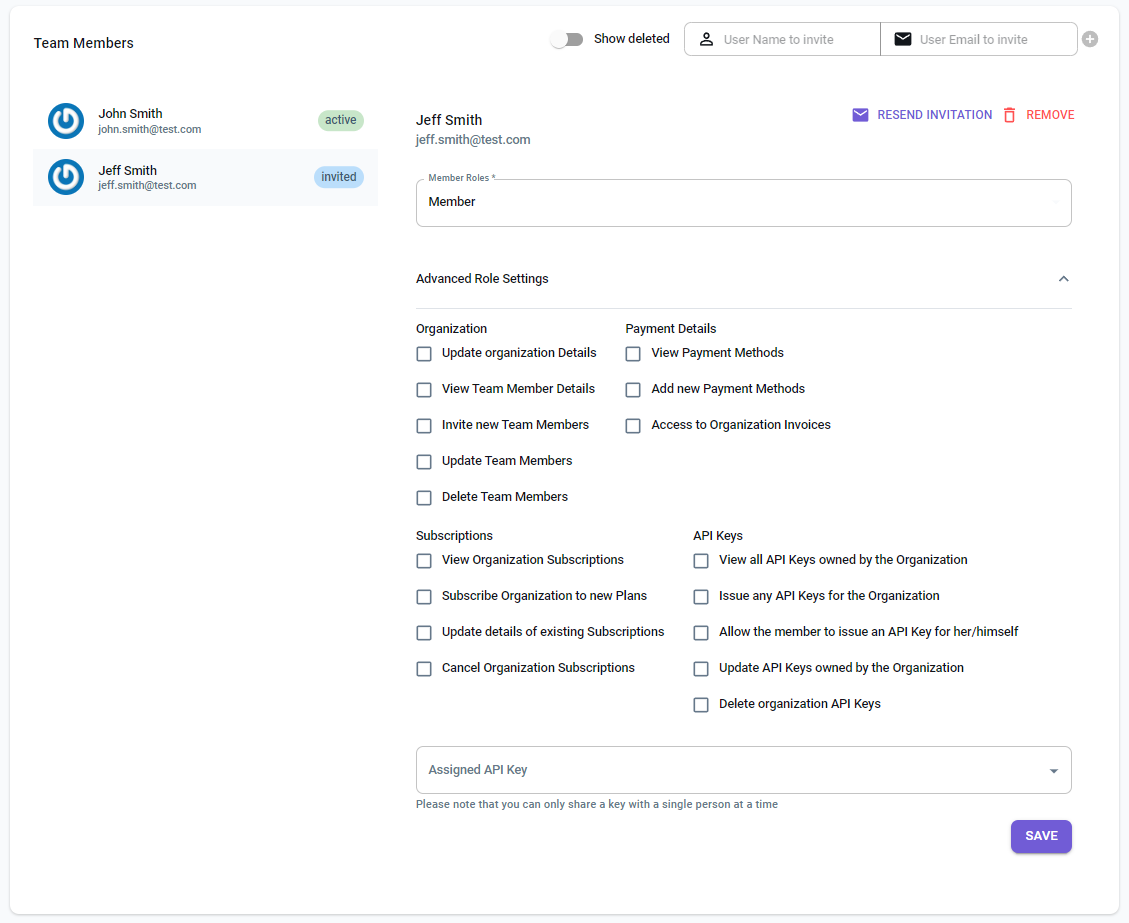 Team Members
Show deleted
User Name to invite
User Email to invite
John Smith
john.smith@test.com
active
Jeff Smith
jeff.smith@test.com
invited
Jeff Smith
jeff.smith@test.com
RESEND INVITATION
REMOVE
Member Roles *
Member
Advanced Role Settings
Organization
Update organization Details
View Team Member Details
Invite new Team Members
Update Team Members
Delete Team Members
Payment Details
View Payment Methods
Add new Payment Methods
Access to Organization Invoices
Subscriptions
View Organization Subscriptions
Subscribe Organization to new Plans
Update details of existing Subscriptions
Cancel Organization Subscriptions
API Keys
View all API Keys owned by the Organization
Issue any API Keys for the Organization
Allow the member to issue an API Key for her/himself
Update API Keys owned by the Organization
Delete organization API Keys
Assigned API Key
Please note that you can only share a key with a single person at a time
SAVE